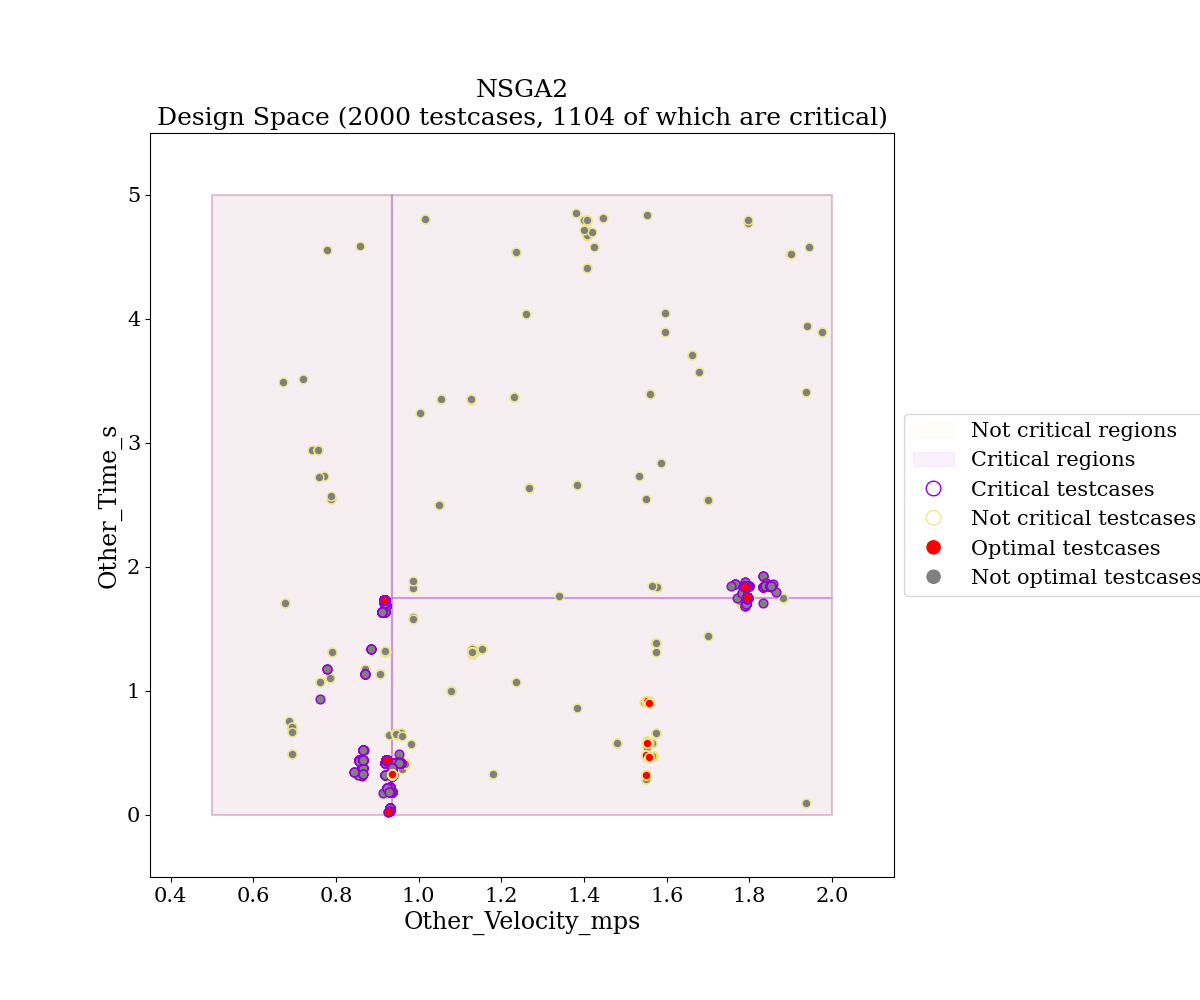 NSGA2
Design Space (2000 testcases, 1104 of which are critical)
5
4
3
2
1
0
Other_Time_s
0.4 0.6 0.8 1.0 1.2 1.4 1.6 1.8 2.0
Other_Velocity_mps
Not critical regions
Critical regions
Critical testcases
Not critical testcases
Optimal testcases
Not optimal testcases